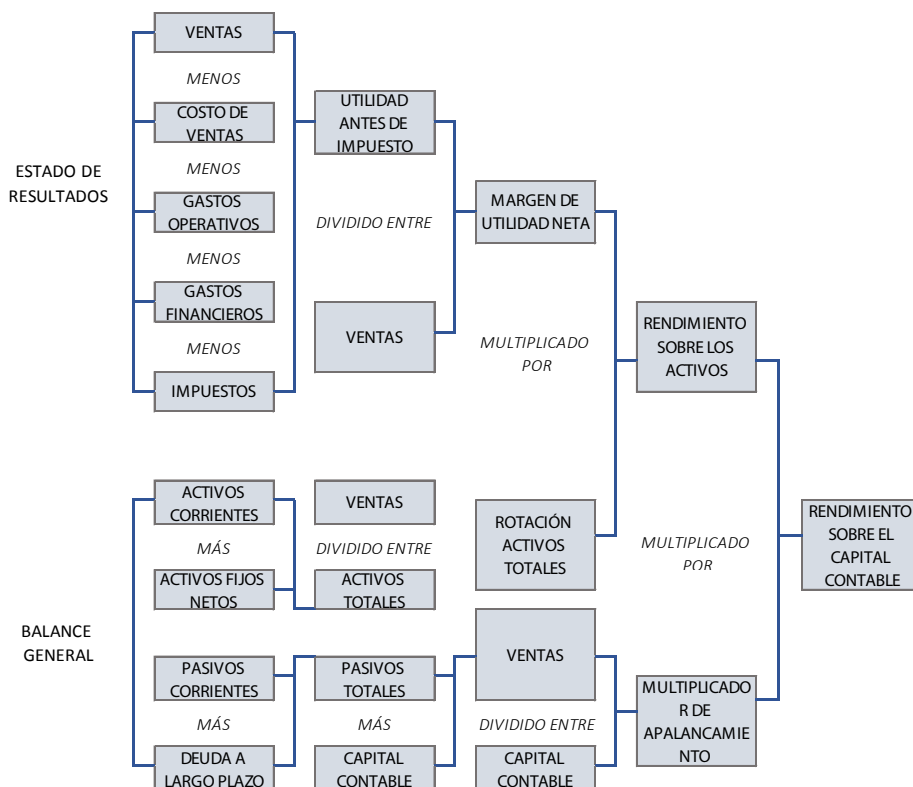 VENTAS
MENOS
COSTO DE
VENTAS
MENOS
GASTOS
OPERATIVOS
MENOS
GASTOS
FINANCIEROS
MENOS
IMPUESTOS
ESTADO DE
RESULTADOS
UTILIDAD
ANTES DE
IMPUESTO
DIVIDIDO ENTRE
VENTAS
MARGEN DE
UTILIDAD NETA
MULTIPLICADO
POR
RENDIMIENTO
SOBRE LOS
ACTIVOS
ACTIVOS
CORRIENTES
MÁS
ACTIVOS FIJOS
NETOS
VENTAS
DIVIDIDO ENTRE
ACTIVOS
TOTALES
ROTACIÓN
ACTIVOS
TOTALES
MULTIPLICADO
POR
RENDIMIENTO
SOBRE EL
CAPITAL
CONTABLE
BALANCE
GENERAL
PASIVOS
CORRIENTES
MÁS
DEUDA A
LARGO PLAZO
PASIVOS
TOTALES
MÁS
CAPITAL
CONTABLE
VENTAS
DIVIDIDO ENTRE
CAPITAL
CONTABLE
MULTIPLICADO
R DE
APALANCAMIE
NTO